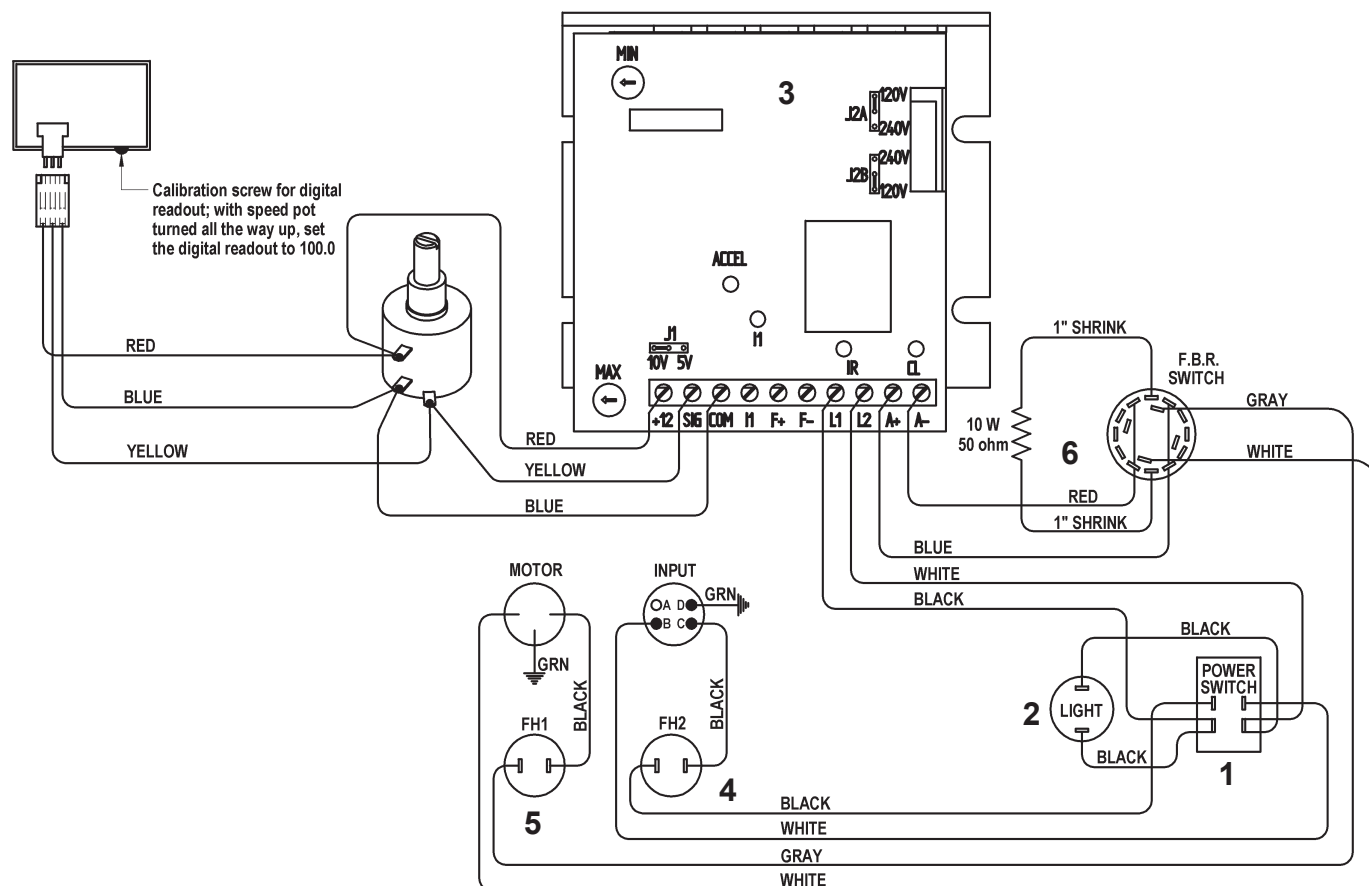 MIN
3
120V
J2A
240V
240V
J2B
120V
Calibration screw for digital
readout; with speed pot
turned all the way up, set
the digital readout to 100.0
ACCEL
I1
J1
10V 5V
IR
CL
MAX
+12 SIG COM I1 F+ F- L1 L2 A+ A-
RED
BLUE
YELLOW
RED
YELLOW
BLUE
1" SHRINK
F.B.R.
SWITCH
GRAY
10 W
50 ohm
6
WHITE
RED
1" SHRINK
BLUE
WHITE
BLACK
MOTOR
GRN
BLACK
INPUT
A D
B C
GRN
BLACK
BLACK
POWER
SWITCH
2
LIGHT
BLACK
1
FH1
5
FH2
4
BLACK
WHITE
GRAY
WHITE